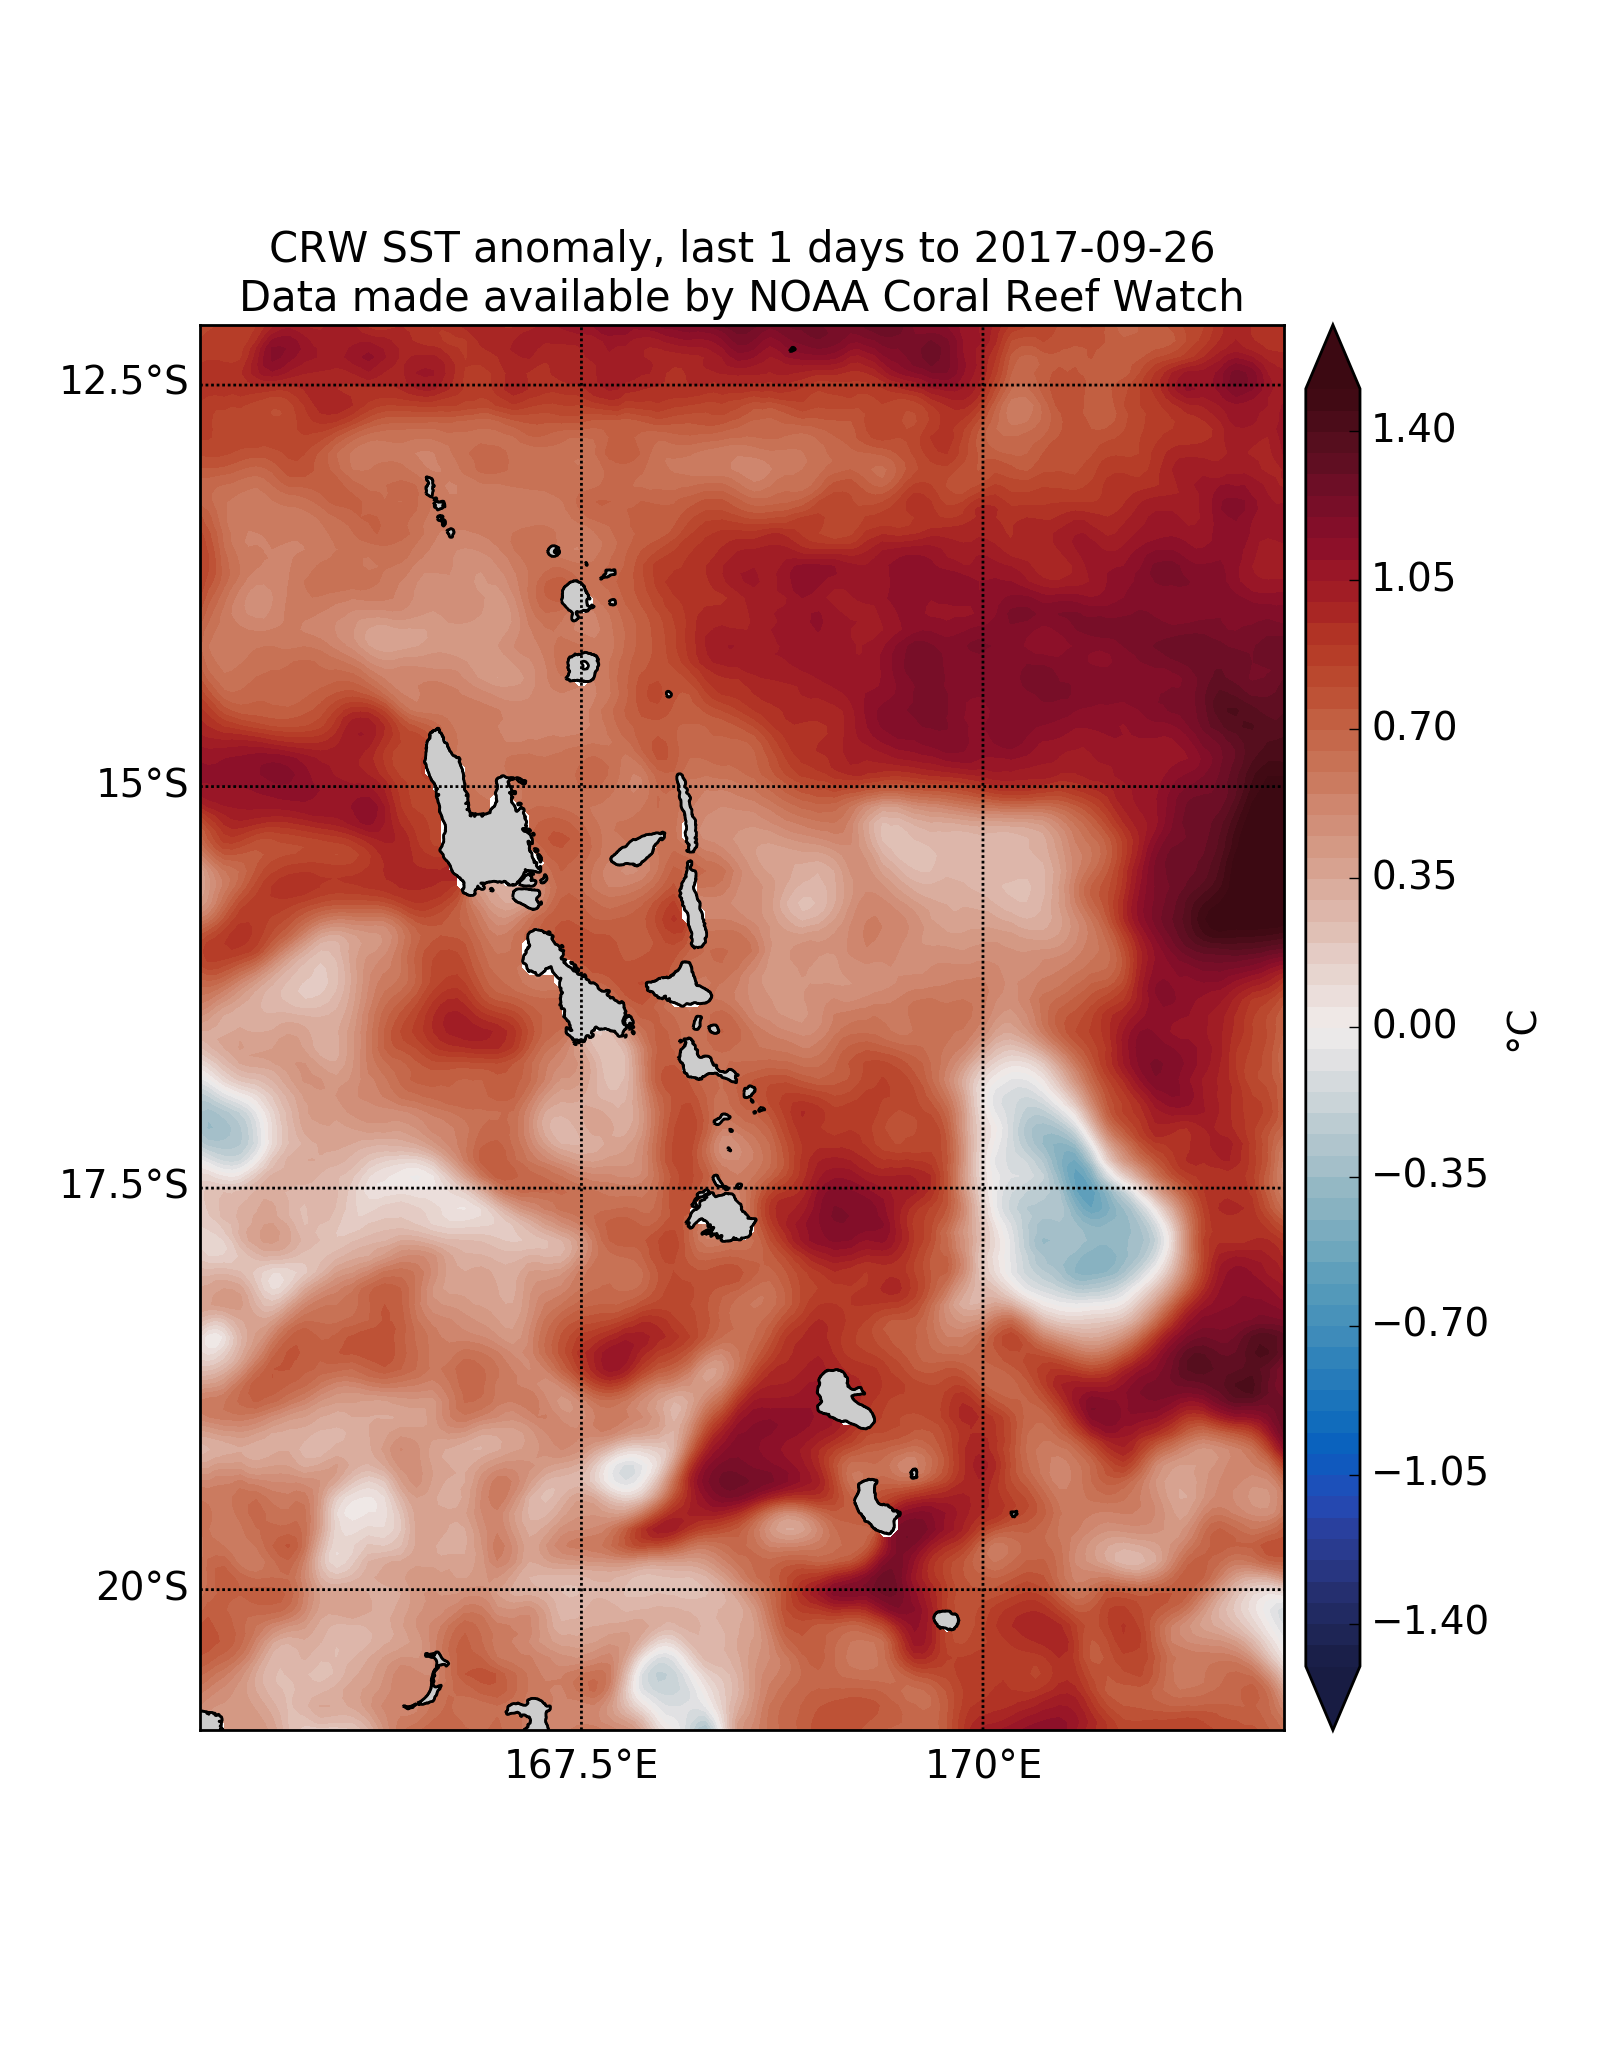 CRW SST anomaly, last 1 days to 2017-09-26
Data made available by NOAA Coral Reef Watch
12.5°S
15°S
17.5°S
20°S
167.5°E
170°E
1.40
1.05
0.70
0.35
0.00
−0.35
−0.70
−1.05
−1.40
°C